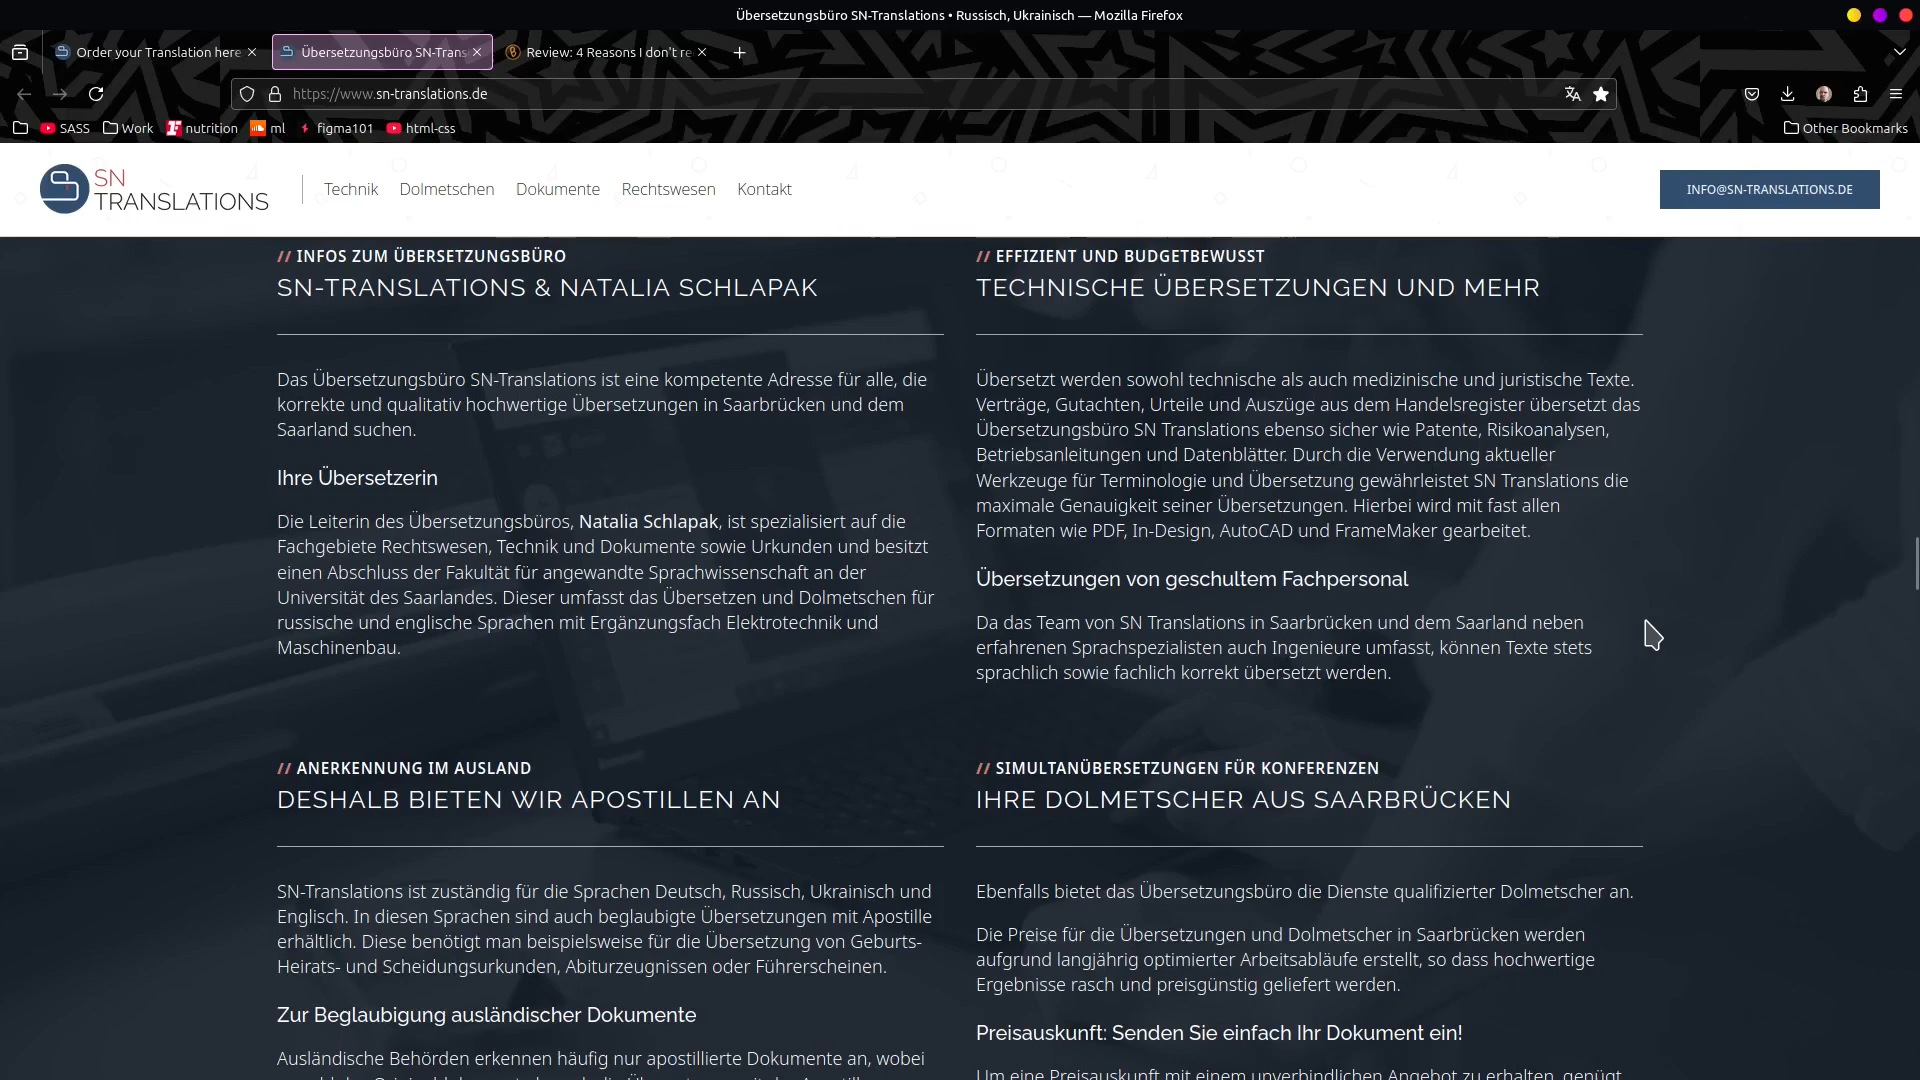 Übersetzungsbüro SN-Translations • Russisch, Ukrainisch — Mozilla Firefox
Order your Translation here
Übersetzungsbüro SN-Trans
Review: 4 Reasons I don't re
https://www.sn-translations.de
SASS
Work
nutrition
ml
figma101
html-css
Other Bookmarks
SN
TRANSLATIONS
Technik
Dolmetschen
Dokumente
Rechtswesen
Kontakt
INFO@SN-TRANSLATIONS.DE
// INFOS ZUM ÜBERSETZUNGSBÜRO
SN-TRANSLATIONS & NATALIA SCHLAPAK
Das Übersetzungsbüro SN-Translations ist eine kompetente Adresse für alle, die
korrekte und qualitativ hochwertige Übersetzungen in Saarbrücken und dem
Saarland suchen.
Ihre Übersetzerin
Die Leiterin des Übersetzungsbüros, Natalia Schlapak, ist spezialisiert auf die
Fachgebiete Rechtswesen, Technik und Dokumente sowie Urkunden und besitzt
einen Abschluss der Fakultät für angewandte Sprachwissenschaft an der
Universität des Saarlandes. Dieser umfasst das Übersetzen und Dolmetschen für
russische und englische Sprachen mit Ergänzungsfach Elektrotechnik und
Maschinenbau.
// EFFIZIENT UND BUDGETBEWUSST
TECHNISCHE ÜBERSETZUNGEN UND MEHR
Übersetzt werden sowohl technische als auch medizinische und juristische Texte.
Verträge, Gutachten, Urteile und Auszüge aus dem Handelsregister übersetzt das
Übersetzungsbüro SN Translations ebenso sicher wie Patente, Risikoanalysen,
Betriebsanleitungen und Datenblätter. Durch die Verwendung aktueller
Werkzeuge für Terminologie und Übersetzung gewährleistet SN Translations die
maximale Genauigkeit seiner Übersetzungen. Hierbei wird mit fast allen
Formaten wie PDF, In-Design, AutoCAD und FrameMaker gearbeitet.
Übersetzungen von geschultem Fachpersonal
Da das Team von SN Translations in Saarbrücken und dem Saarland neben
erfahrenen Sprachspezialisten auch Ingenieure umfasst, können Texte stets
sprachlich sowie fachlich korrekt übersetzt werden.
// ANERKENNUNG IM AUSLAND
DESHALB BIETEN WIR APOSTILLEN AN
SN-Translations ist zuständig für die Sprachen Deutsch, Russisch, Ukrainisch und
Englisch. In diesen Sprachen sind auch beglaubigte Übersetzungen mit Apostille
erhältlich. Diese benötigt man beispielsweise für die Übersetzung von Geburts-
Heirats- und Scheidungsurkunden, Abiturzeugnissen oder Führerscheinen.
Zur Beglaubigung ausländischer Dokumente
Ausländische Behörden erkennen häufig nur apostillierte Dokumente an, wobei
// SIMULTANÜBERSETZUNGEN FÜR KONFERENZEN
IHRE DOLMETSCHER AUS SAARBRÜCKEN
Ebenfalls bietet das Übersetzungsbüro die Dienste qualifizierter Dolmetscher an.
Die Preise für die Übersetzungen und Dolmetscher in Saarbrücken werden
aufgrund langjährig optimierter Arbeitsabläufe erstellt, so dass hochwertige
Ergebnisse rasch und preisgünstig geliefert werden.
Preisauskunft: Senden Sie einfach Ihr Dokument ein!
Um eine Preisauskunft mit einem unverbindlichen Angebot zu erhalten, genügt